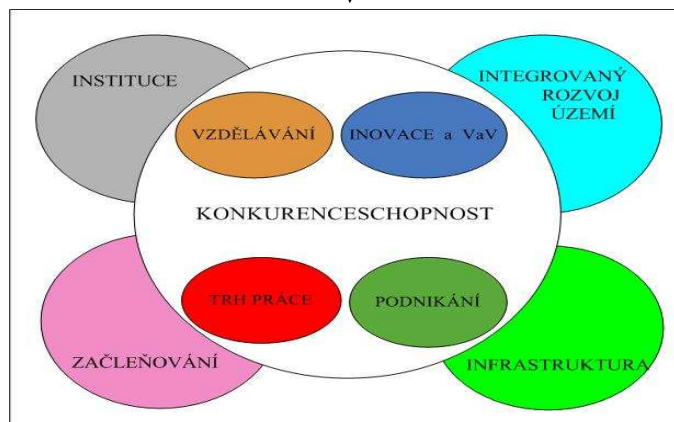 INSTITUCE
INTEGROVANÝ
ROZVOJ
ÚZEMÍ
VZDĚLÁVÁNÍ
INOVACE a VaV
KONKURENCESCHOPNOST
TRH PRÁCE
PODNIKÁNÍ
ZAČLEŇOVÁNÍ
INFRASTRUKTURA